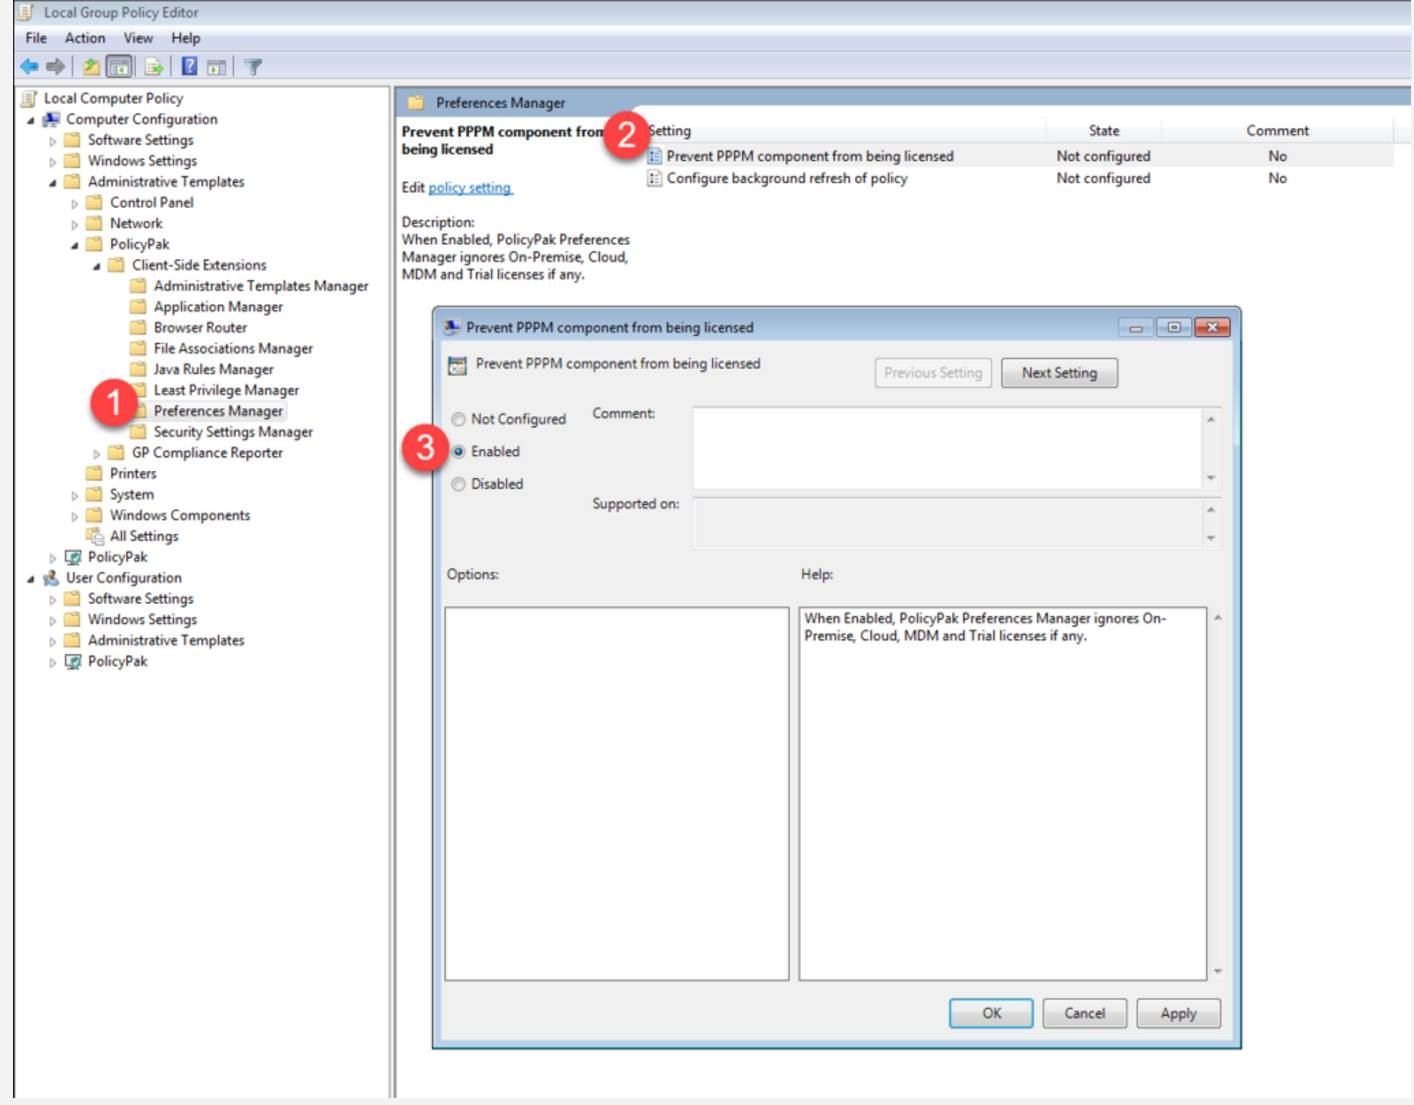 Local Group Policy Editor
File Action View Help
Local Computer Policy
Computer Configuration
Software Settings
Windows Settings
Administrative Templates
Control Panel
Network
PolicyPak
Client-Side Extensions
Administrative Templates Manager
Application Manager
Browser Router
File Associations Manager
Java Rules Manager
Least Privilege Manager
1
Preferences Manager
Security Settings Manager
GP Compliance Reporter
Printers
System
Windows Components
All Settings
PolicyPak
User Configuration
Software Settings
Windows Settings
Administrative Templates
PolicyPak
Preferences Manager
Prevent PPPM component from
being licensed
Edit policy setting
Description:
When Enabled, PolicyPak Preferences
Manager ignores On-Premise, Cloud,
MDM and Trial licenses if any.
2
Setting State Comment
Prevent PPPM component from being licensed Not configured No
Configure background refresh of policy Not configured No
Prevent PPPM component from being licensed
Prevent PPPM component from being licensed
Previous Setting Next Setting
Not Configured Comment:
3
Enabled
Disabled
Supported on:
Options: Help:
When Enabled, PolicyPak Preferences Manager ignores On-
Premise, Cloud, MDM and Trial licenses if any.
OK Cancel Apply